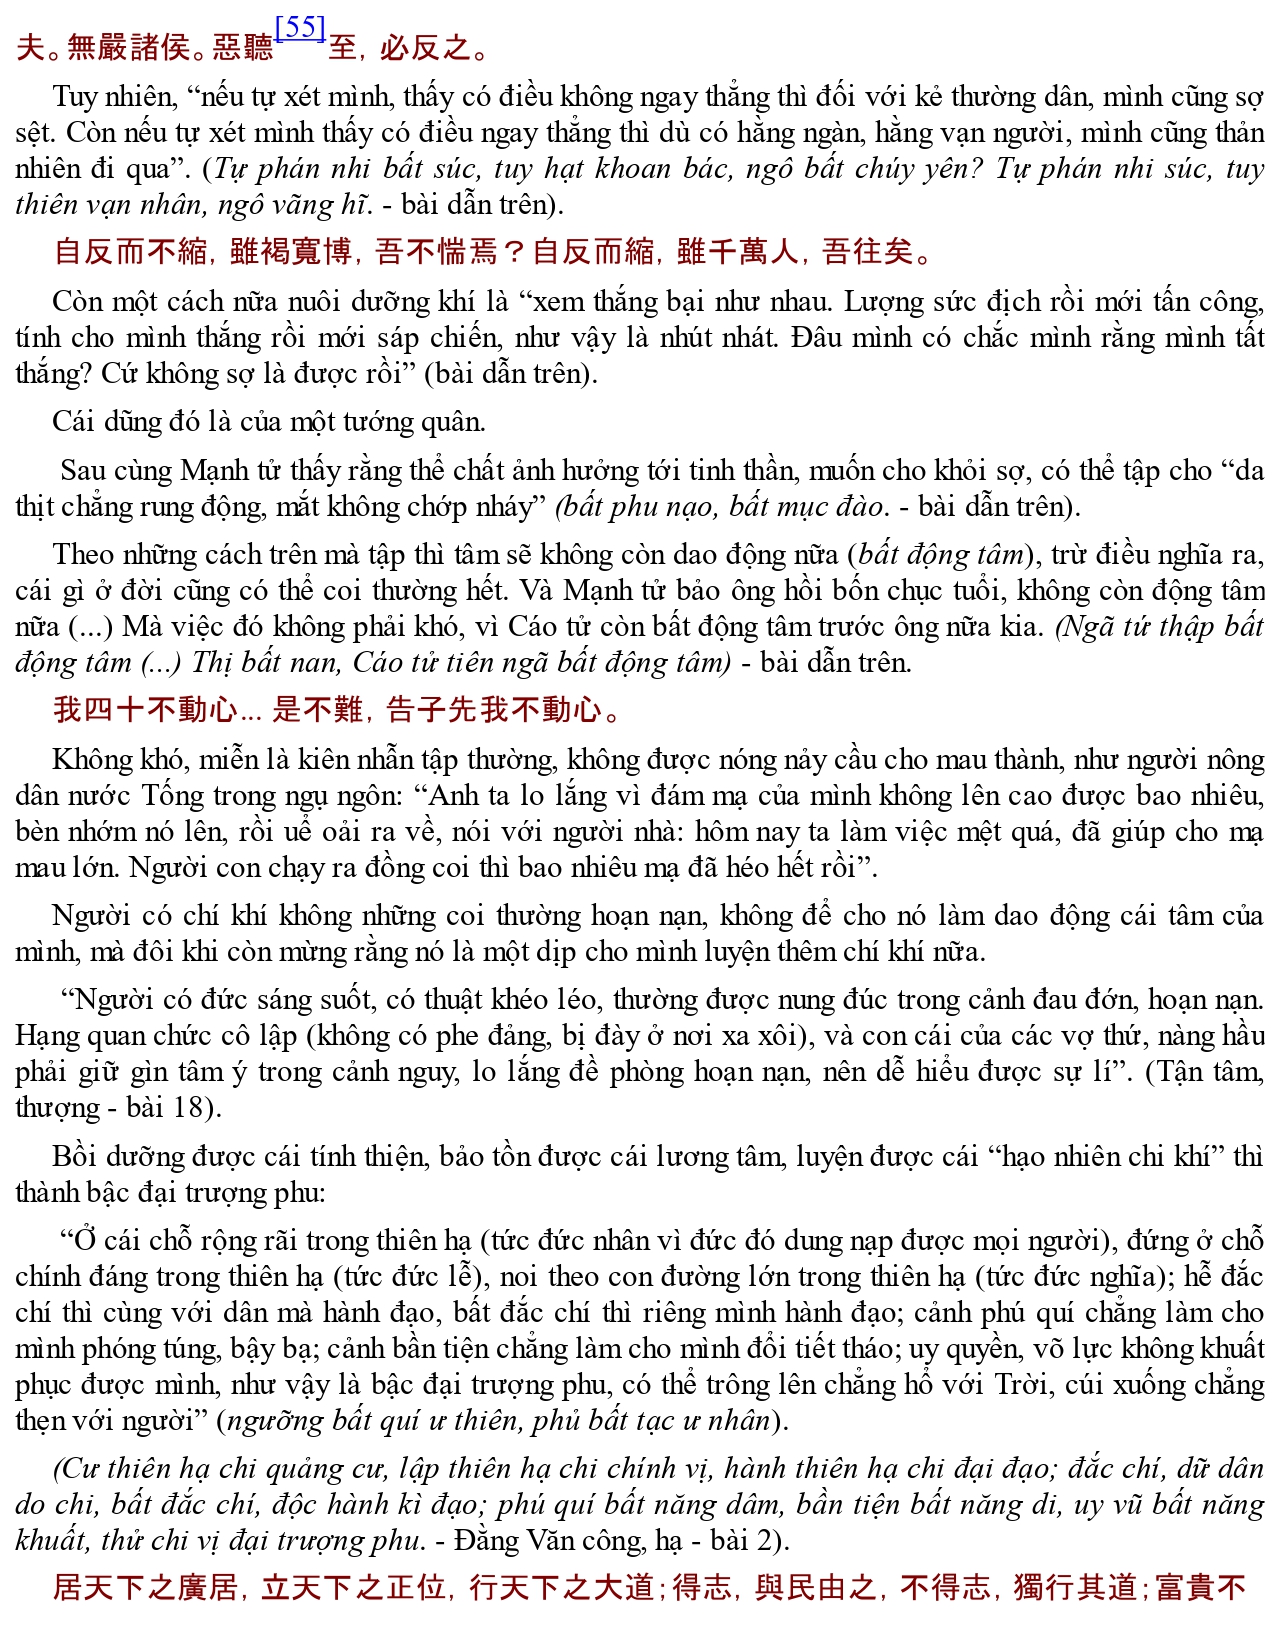 夫。無嚴諸侯。惡聽[55]至, 必反之。
Tuy nhiên, “nếu tự xét mình, thấy có điều không ngay thẳng thì đối với kẻ thường dân, mình cũng sợ
sệt. Còn nếu tự xét mình thấy có điều ngay thẳng thì dù có hằng ngàn, hằng vạn người, mình cũng thản
nhiên đi qua”. (Tự phán nhi bất súc, tuy hạt khoan bác, ngô bất chúy yên? Tự phán nhi súc, tuy
thiên vạn nhân, ngô vãng hĩ. - bài dẫn trên).
自反而不縮, 雖褐寬博, 吾不惴焉？自反而縮, 雖千萬人, 吾往矣。
Còn một cách nữa nuôi dưỡng khí là “xem thắng bại như nhau. Lượng sức địch rồi mới tấn công,
tính cho mình thắng rồi mới sáp chiến, như vậy là nhút nhát. Đâu mình có chắc mình rằng mình tất
thắng? Cứ không sợ là được rồi” (bài dẫn trên).
Cái dũng đó là của một tướng quân.
Sau cùng Mạnh tử thấy rằng thể chất ảnh hưởng tới tinh thần, muốn cho khỏi sợ, có thể tập cho “da
thịt chẳng rung động, mắt không chớp nháy” (bất phu nạo, bất mục đào. - bài dẫn trên).
Theo những cách trên mà tập thì tâm sẽ không còn dao động nữa (bất động tâm), trừ điều nghĩa ra,
cái gì ở đời cũng có thể coi thường hết. Và Mạnh tử bảo ông hồi bốn chục tuổi, không còn động tâm
nữa (...) Mà việc đó không phải khó, vì Cáo tử còn bất động tâm trước ông nữa kia. (Ngã tứ thập bất
động tâm (...) Thị bất nan, Cáo tử tiên ngã bất động tâm) - bài dẫn trên.
我四十不動心... 是不難, 告子先我不動心。
Không khó, miễn là kiên nhẫn tập thường, không được nóng nảy cầu cho mau thành, như người nông
dân nước Tống trong ngụ ngôn: “Anh ta lo lắng vì đám mạ của mình không lên cao được bao nhiêu,
bèn nhớm nó lên, rồi uể oải ra về, nói với người nhà: hôm nay ta làm việc mệt quá, đã giúp cho mạ
mau lớn. Người con chạy ra đồng coi thì bao nhiêu mạ đã héo hết rồi”.
Người có chí khí không những coi thường hoạn nạn, không để cho nó làm dao động cái tâm của
mình, mà đôi khi còn mừng rằng nó là một dịp cho mình luyện thêm chí khí nữa.
“Người có đức sáng suốt, có thuật khéo léo, thường được nung đúc trong cảnh đau đớn, hoạn nạn.
Hạng quan chức cô lập (không có phe đảng, bị đày ở nơi xa xôi), và con cái của các vợ thứ, nàng hầu
phải giữ gìn tâm ý trong cảnh nguy, lo lắng đề phòng hoạn nạn, nên dễ hiểu được sự lí”. (Tận tâm,
thượng - bài 18).
Bồi dưỡng được cái tính thiện, bảo tồn được cái lương tâm, luyện được cái “hạo nhiên chi khí” thì
thành bậc đại trượng phu:
“Ở cái chỗ rộng rãi trong thiên hạ (tức đức nhân vì đức đó dung nạp được mọi người), đứng ở chỗ
chính đáng trong thiên hạ (tức đức lễ), noi theo con đường lớn trong thiên hạ (tức đức nghĩa); hễ đắc
chí thì cùng với dân mà hành đạo, bất đắc chí thì riêng mình hành đạo; cảnh phú quí chẳng làm cho
mình phóng túng, bậy bạ; cảnh bần tiện chẳng làm cho mình đổi tiết tháo; uy quyền, võ lực không khuất
phục được mình, như vậy là bậc đại trượng phu, có thể trông lên chẳng hổ với Trời, cúi xuống chẳng
thẹn với người” (ngưỡng bất quí ư thiên, phủ bất tạc ư nhân).
(Cư thiên hạ chi quảng cư, lập thiên hạ chi chính vị, hành thiên hạ chi đại đạo; đắc chí, dữ dân
do chi, bất đắc chí, độc hành kì đạo; phú quí bất năng dâm, bần tiện bất năng di, uy vũ bất năng
khuất, thử chi vị đại trượng phu. - Đằng Văn công, hạ - bài 2).
居天下之廣居, 立天下之正位, 行天下之大道；得志, 與民由之, 不得志, 獨行其道；富貴不